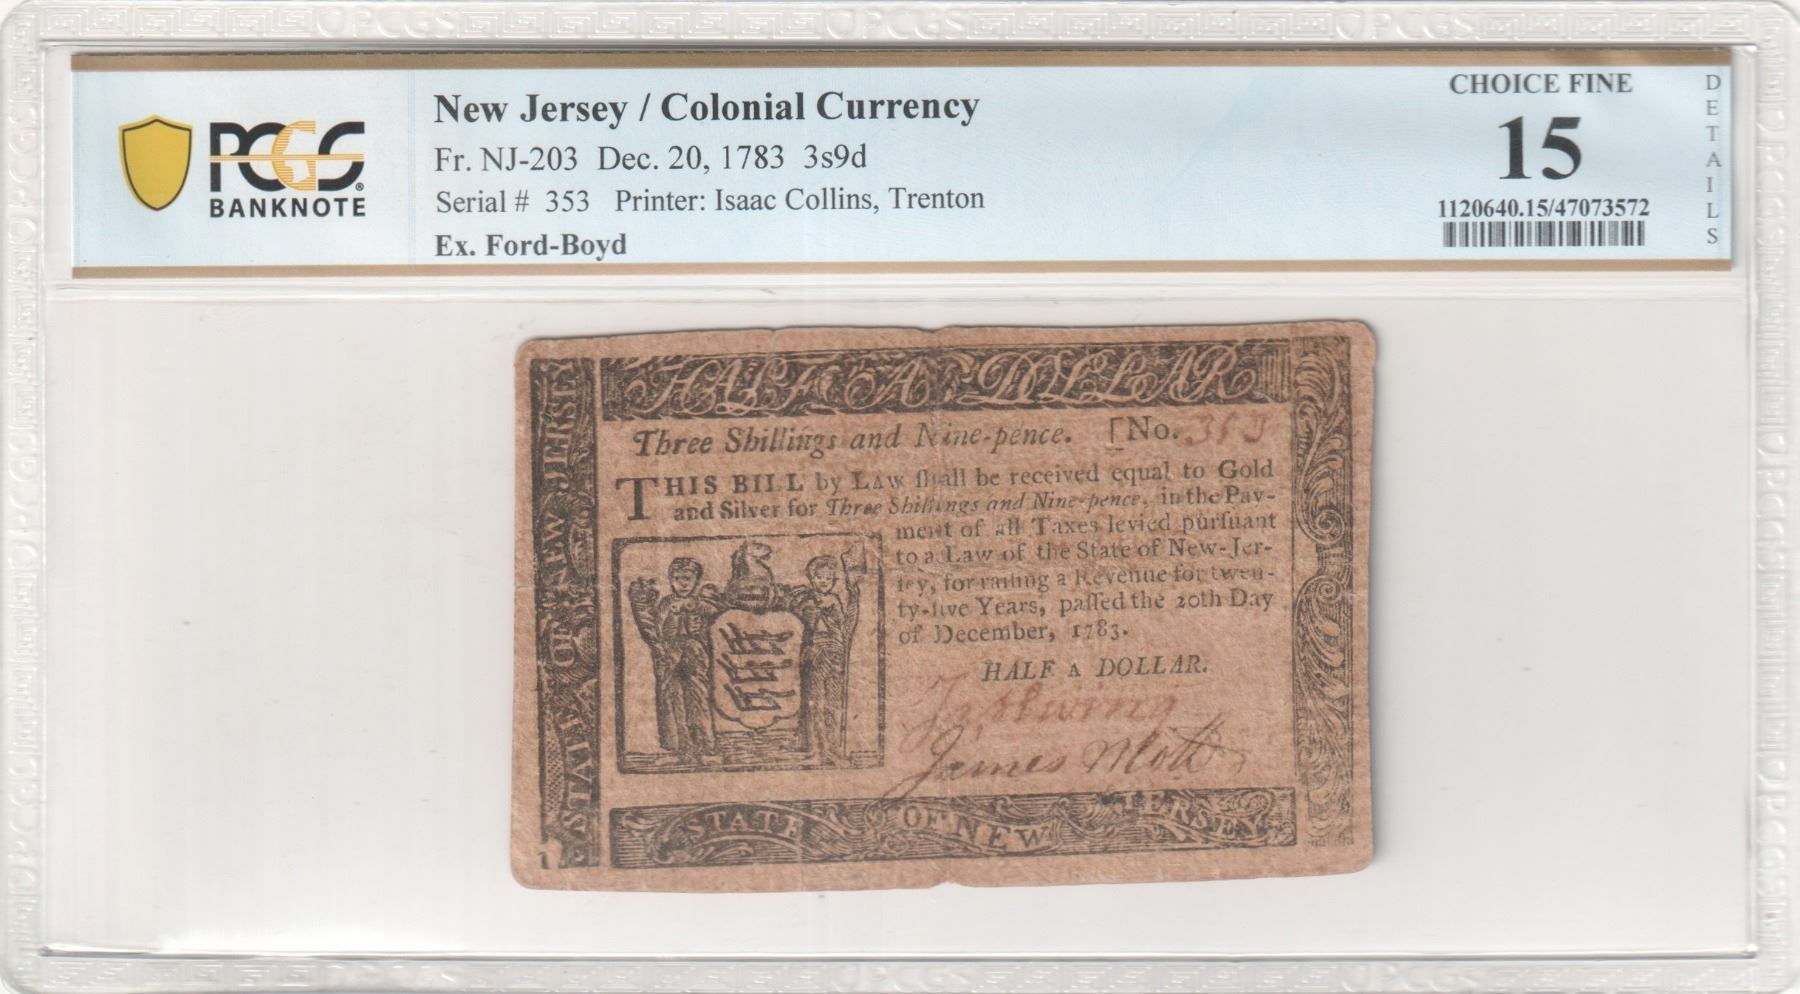 PCGS
BANKNOTE
New Jersey / Colonial Currency
Fr. NJ-203 Dec. 20, 1783 3s9d
Serial # 353 Printer: Isaac Collins, Trenton
Ex. Ford-Boyd
CHOICE FINE
15
1120640.15/47073572
DETAILS
HALF A DOLLAR
STATE OF NEW JERSEY
Three Shillings and Nine-pence. [No. 353
THIS BILL by LAW ſhall be received equal to Gold
and Silver for Three Shillings and Nine-pence, in the Pay-
ment of all Taxes levied purſuant
to a Law of the State of New-Jer-
ſey, for raiſing a Revenue for twen-
ty-five Years, paſſed the 20th Day
of December, 1783.
HALF A DOLLAR.
James Mott
STATE OF NEW JERSEY